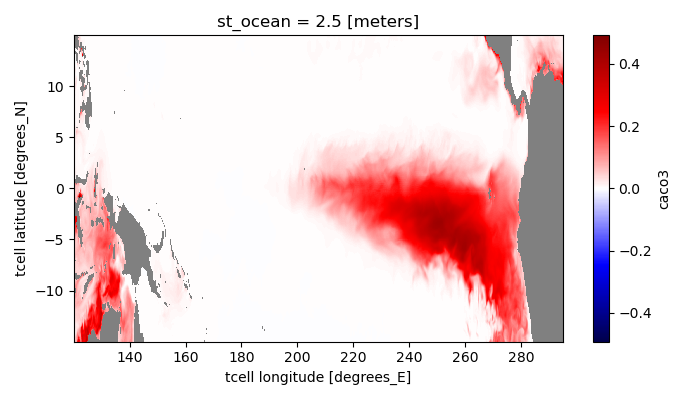 st_ocean = 2.5 [meters]
tcell latitude [degrees_N]
10
5
0
−5
−10
140 160 180 200 220 240 260 280
tcell longitude [degrees_E]
0.4
0.2
0.0
−0.2
−0.4
caco3